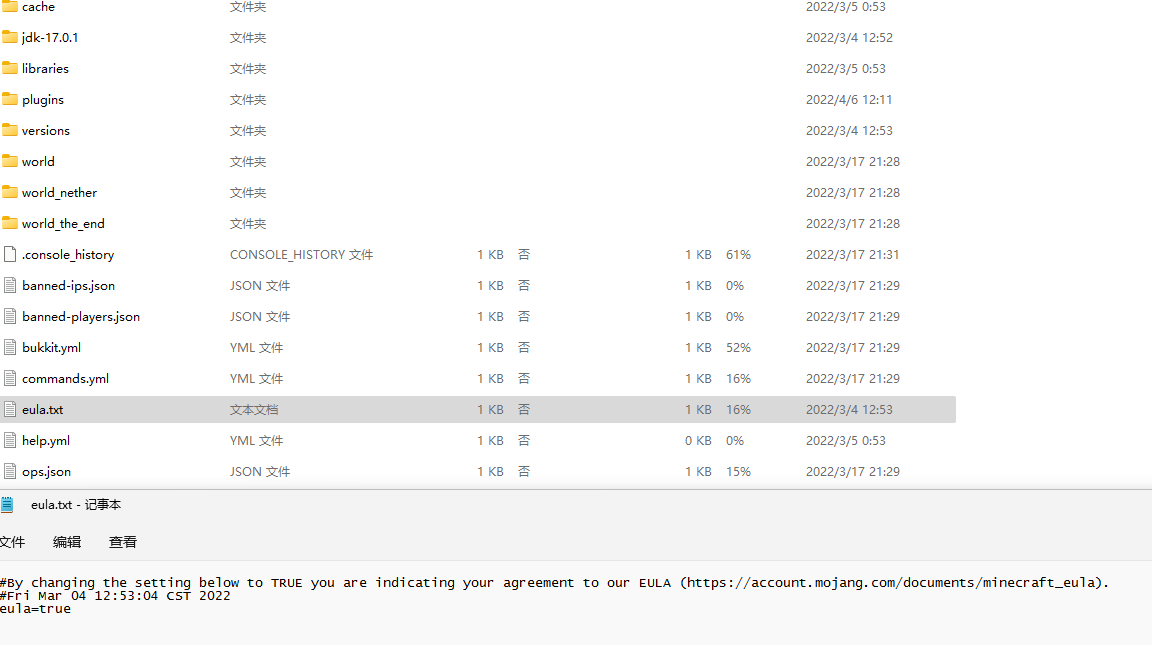 cache 文件夹 2022/3/5 0:53
jdk-17.0.1 文件夹 2022/3/4 12:52
libraries 文件夹 2022/3/5 0:53
plugins 文件夹 2022/4/6 12:11
versions 文件夹 2022/3/4 12:53
world 文件夹 2022/3/17 21:28
world_nether 文件夹 2022/3/17 21:28
world_the_end 文件夹 2022/3/17 21:28
.console_history CONSOLE_HISTORY 文件 1 KB 否 1 KB 61% 2022/3/17 21:31
banned-ips.json JSON 文件 1 KB 否 1 KB 0% 2022/3/17 21:29
banned-players.json JSON 文件 1 KB 否 1 KB 0% 2022/3/17 21:29
bukkit.yml YML 文件 1 KB 否 1 KB 52% 2022/3/17 21:29
commands.yml YML 文件 1 KB 否 1 KB 16% 2022/3/17 21:29
eula.txt 文本文档 1 KB 否 1 KB 16% 2022/3/4 12:53
help.yml YML 文件 1 KB 否 0 KB 0% 2022/3/5 0:53
ops.json JSON 文件 1 KB 否 1 KB 15% 2022/3/17 21:29
eula.txt - 记事本
文件 编辑 查看
#By changing the setting below to TRUE you are indicating your agreement to our EULA (https://account.mojang.com/documents/minecraft_eula).
#Fri Mar 04 12:53:04 CST 2022
eula=true